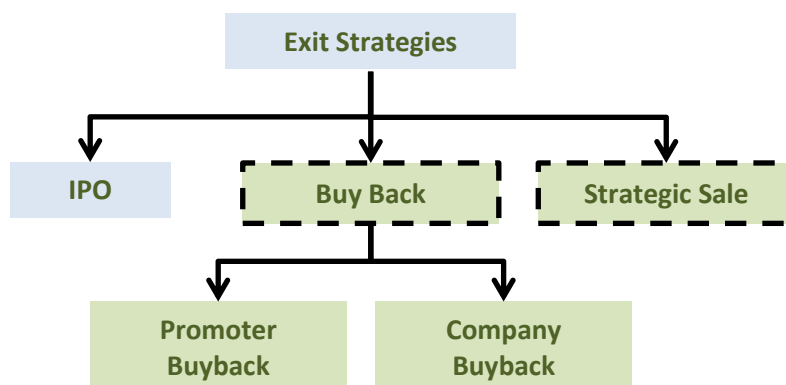 Exit Strategies
IPO
Buy Back
Strategic Sale
Promoter
Buyback
Company
Buyback